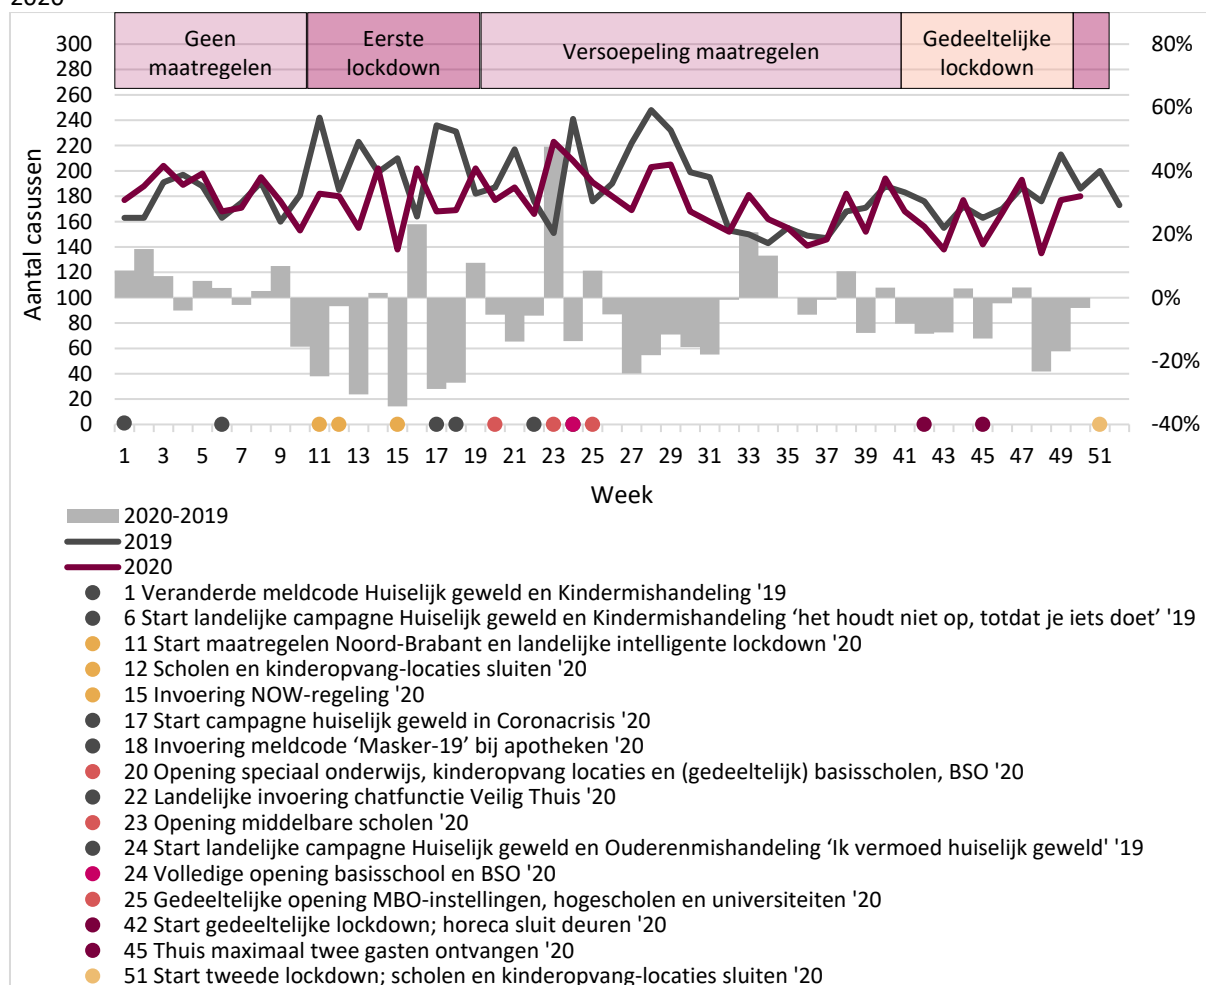 2020
Geen
maatregelen
Eerste
lockdown
Versoepeling maatregelen
Gedeeltelijke
lockdown
300
280
260
240
220
200
180
160
140
120
100
80
60
40
20
0
Aantal casussen
80%
60%
40%
20%
0%
-20%
-40%
1 3 5 7 9 11 13 15 17 19 21 23 25 27 29 31 33 35 37 39 41 43 45 47 49 51
Week
2020-2019
2019
2020
1 Veranderde meldcode Huiselijk geweld en Kindermishandeling '19
6 Start landelijke campagne Huiselijk geweld en Kindermishandeling ‘het houdt niet op, totdat je iets doet’ '19
11 Start maatregelen Noord-Brabant en landelijke intelligente lockdown '20
12 Scholen en kinderopvang-locaties sluiten '20
15 Invoering NOW-regeling '20
17 Start campagne huiselijk geweld in Coronacrisis '20
18 Invoering meldcode ‘Masker-19’ bij apotheken '20
20 Opening speciaal onderwijs, kinderopvang locaties en (gedeeltelijk) basisscholen, BSO '20
22 Landelijke invoering chatfunctie Veilig Thuis '20
23 Opening middelbare scholen '20
24 Start landelijke campagne Huiselijk geweld en Ouderenmishandeling ‘Ik vermoed huiselijk geweld' '19
24 Volledige opening basisschool en BSO '20
25 Gedeeltelijke opening MBO-instellingen, hogescholen en universiteiten '20
42 Start gedeeltelijke lockdown; horeca sluit deuren '20
45 Thuis maximaal twee gasten ontvangen '20
51 Start tweede lockdown; scholen en kinderopvang-locaties sluiten '20